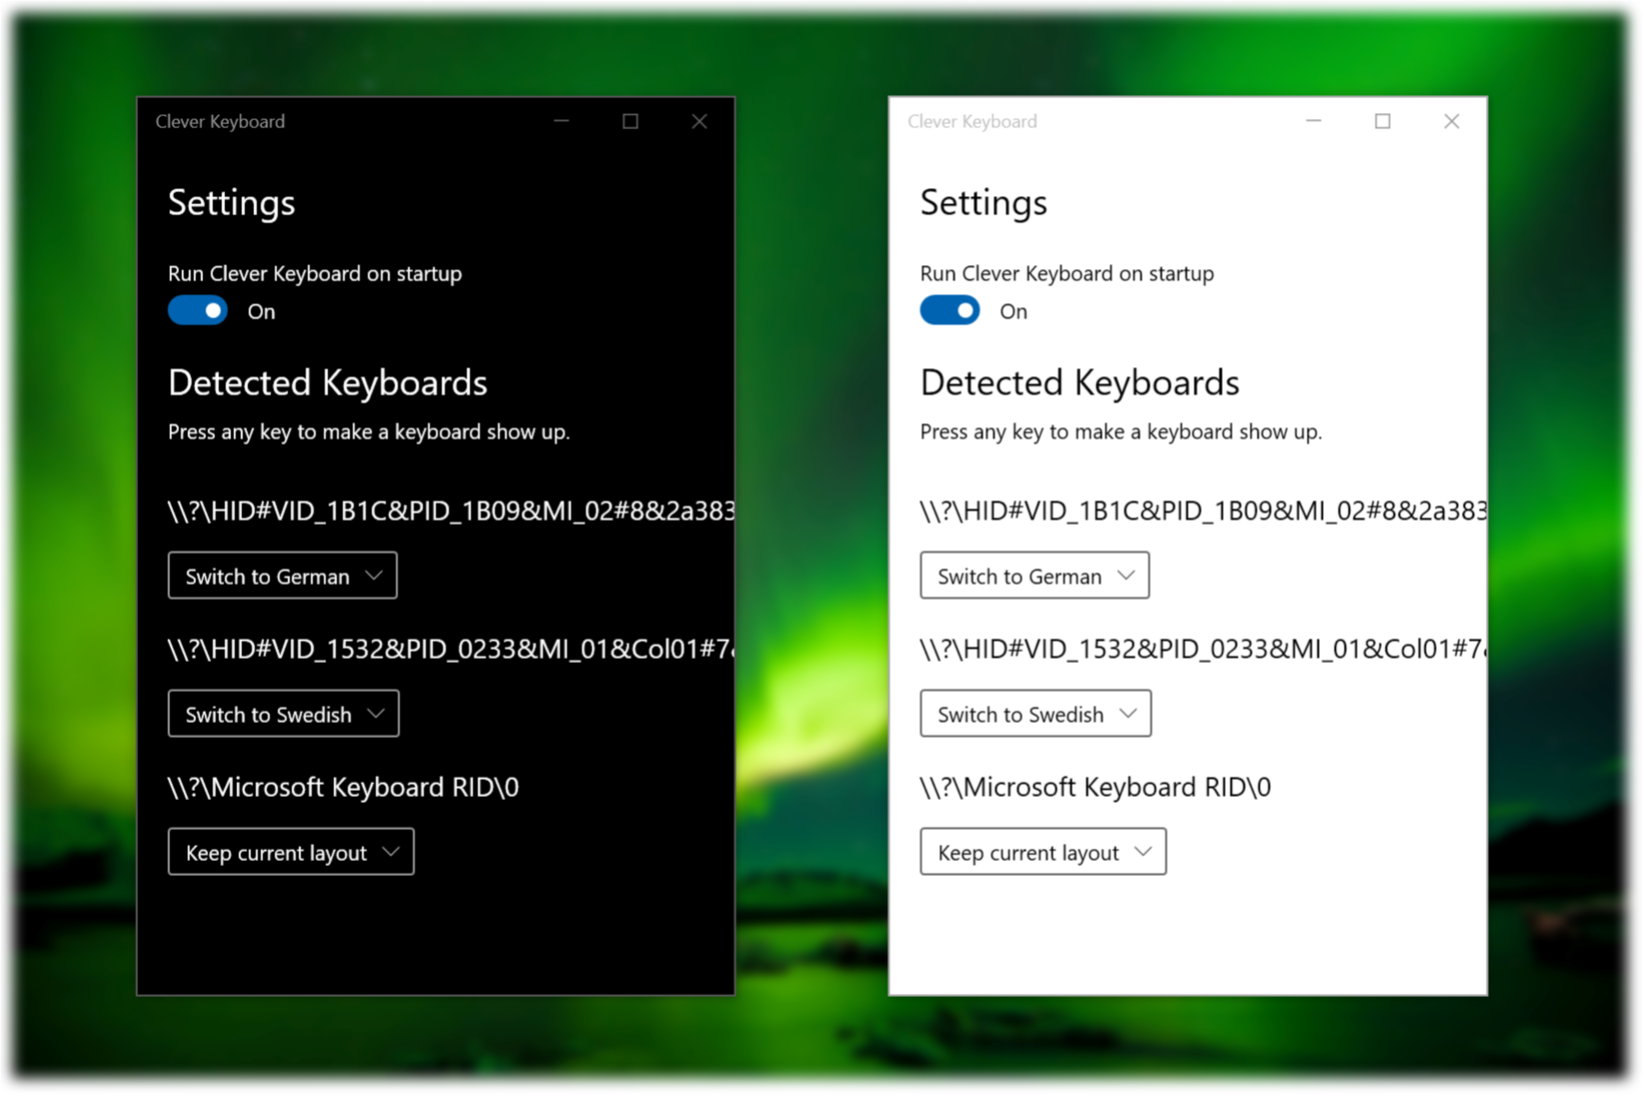 Clever Keyboard
Settings
Run Clever Keyboard on startup
On
Detected Keyboards
Press any key to make a keyboard show up.
\\?\HID#VID_1B1C&PID_1B09&MI_02#8&2a383
Switch to German
\\?\HID#VID_1532&PID_0233&MI_01&Col01#7&
Switch to Swedish
\\?\Microsoft Keyboard RID\0
Keep current layout
Clever Keyboard
Settings
Run Clever Keyboard on startup
On
Detected Keyboards
Press any key to make a keyboard show up.
\\?\HID#VID_1B1C&PID_1B09&MI_02#8&2a383
Switch to German
\\?\HID#VID_1532&PID_0233&MI_01&Col01#7&
Switch to Swedish
\\?\Microsoft Keyboard RID\0
Keep current layout